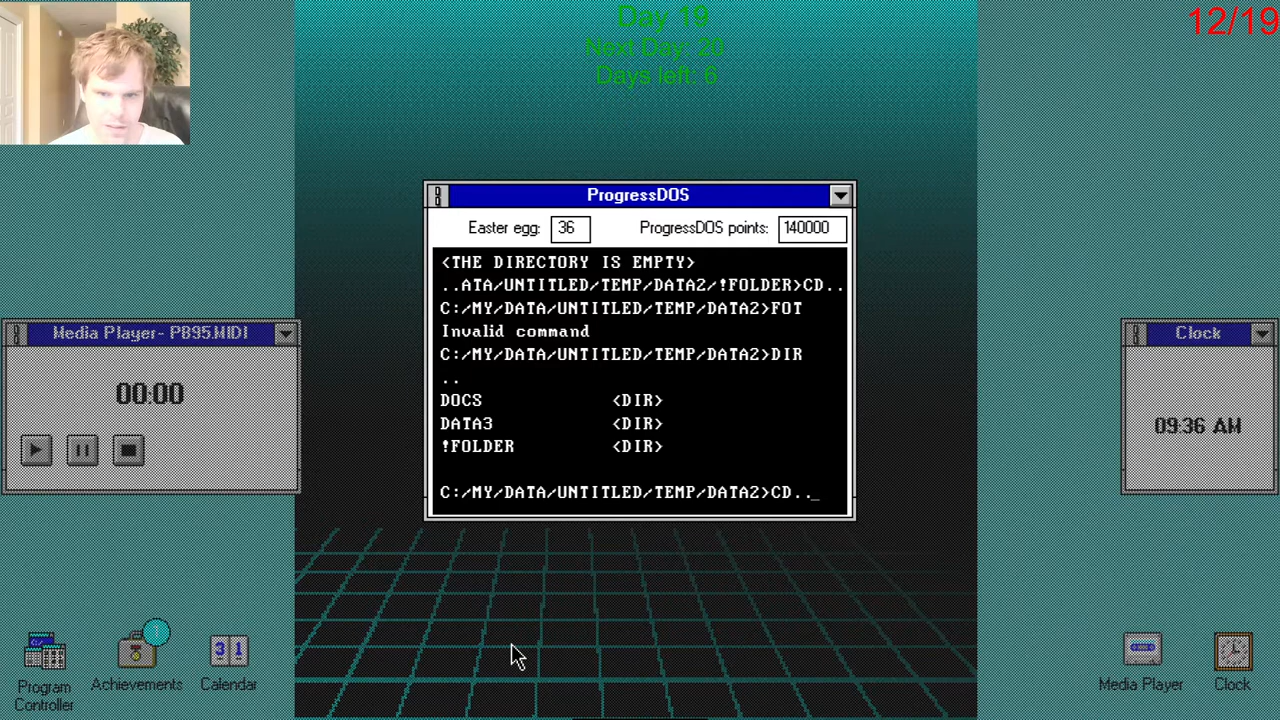 Day 19
Next Day: 20
Days left: 6
12/19
ProgressDOS
Easter egg: 36 ProgressDOS points: 140000
<THE DIRECTORY IS EMPTY>
..ATA/UNTITLED/TEMP/DATA2/!FOLDER>CD..
C:/MY/DATA/UNTITLED/TEMP/DATA2>FOT
Invalid command
C:/MY/DATA/UNTITLED/TEMP/DATA2>DIR
..
DOCS <DIR>
DATA3 <DIR>
!FOLDER <DIR>
C:/MY/DATA/UNTITLED/TEMP/DATA2>CD.._
Media Player- PB95.MIDI
00:00
Clock
09:36 AM
Program
Controller
1
Achievements
31
Calendar
Media Player
Clock